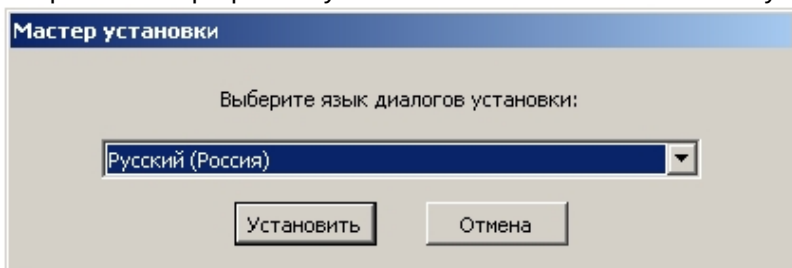 Мастер установки
Выберите язык диалогов установки:
Русский (Россия)
Установить
Отмена